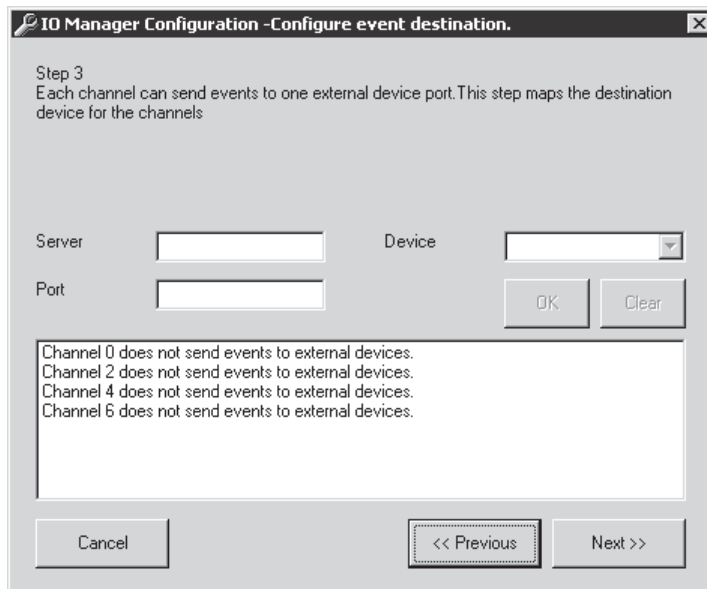 IO Manager Configuration -Configure event destination.
Step 3
Each channel can send events to one external device port.This step maps the destination
device for the channels
Server
Device
Port
OK
Clear
Channel 0 does not send events to external devices.
Channel 2 does not send events to external devices.
Channel 4 does not send events to external devices.
Channel 6 does not send events to external devices.
Cancel
<< Previous
Next >>